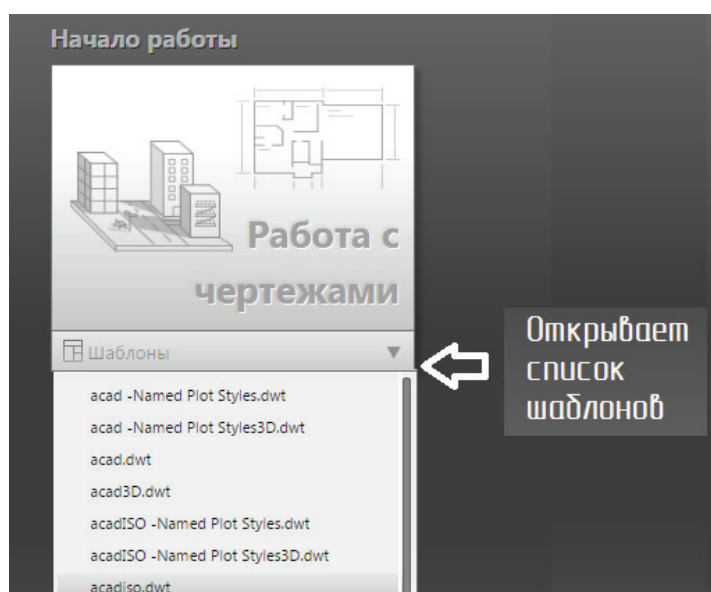 Начало работы
Работа с
чертежами
Шаблоны
Открывает
список
шаблонов
acad -Named Plot Styles.dwt
acad -Named Plot Styles3D.dwt
acad.dwt
acad3D.dwt
acadISO -Named Plot Styles.dwt
acadISO -Named Plot Styles3D.dwt
acadiso.dwt